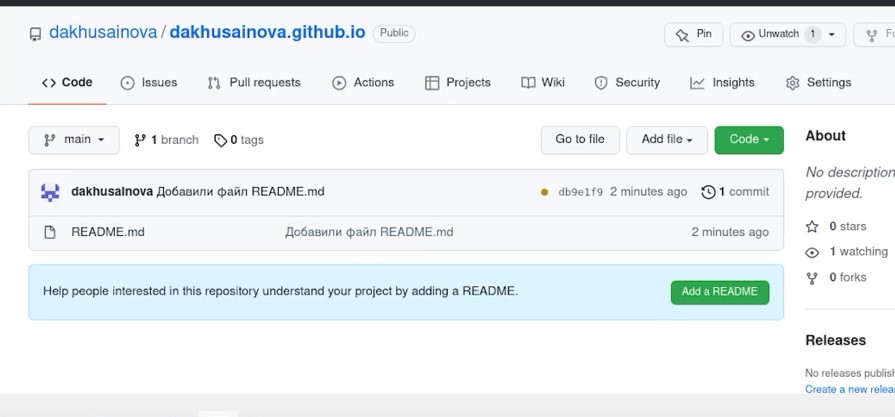 dakhusainova / dakhusainova.github.io Public
Pin
Unwatch 1
Code Issues Pull requests Actions Projects Wiki Security Insights Settings
main 1 branch 0 tags
Go to file Add file Code
dakhusainova Добавили файл README.md db9e1f9 2 minutes ago 1 commit
README.md Добавили файл README.md 2 minutes ago
Help people interested in this repository understand your project by adding a README. Add a README
About
No description
provided.
0 stars
1 watching
0 forks
Releases
No releases publish
Create a new releas